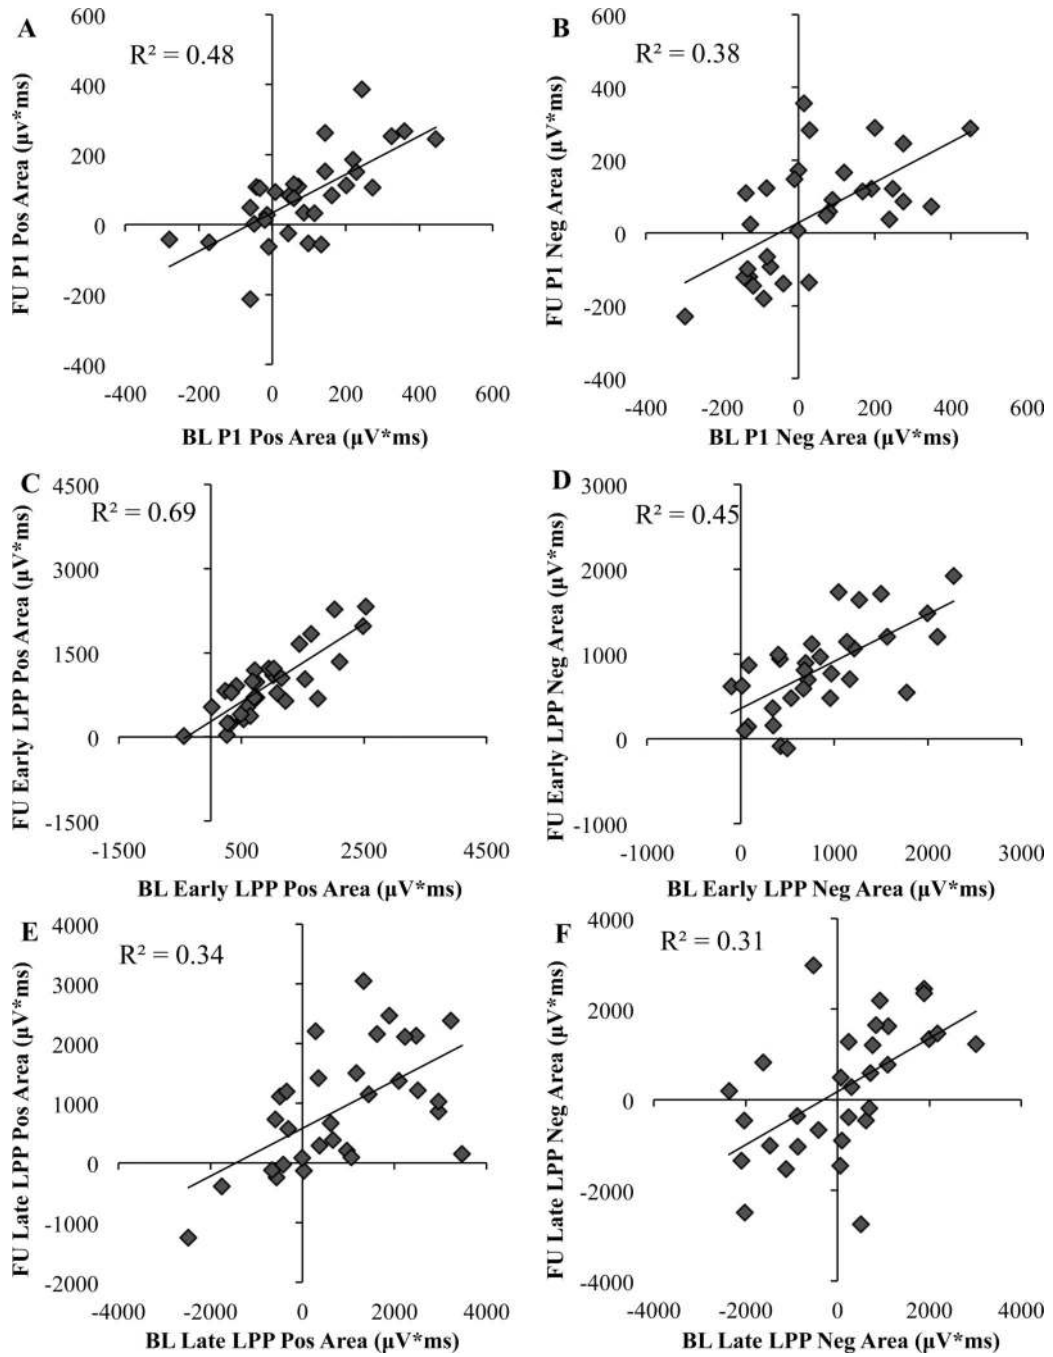 A
R² = 0.48
FU P1 Pos Area (µv*ms)
600
400
200
0
-200
-400
-400 -200 0 200 400 600
BL P1 Pos Area (µV*ms)
B
R² = 0.38
FU P1 Neg Area (µV*ms)
600
400
200
0
-200
-400
-400 -200 0 200 400 600
BL P1 Neg Area (µV*ms)
C
R² = 0.69
FU Early LPP Pos Area (µV*ms)
4500
3000
1500
0
-1500
-1500 500 2500 4500
BL Early LPP Pos Area (µV*ms)
D
R² = 0.45
FU Early LPP Neg Area (µV*ms)
3000
2000
1000
0
-1000
-1000 0 1000 2000 3000
BL Early LPP Neg Area (µV*ms)
E
R² = 0.34
FU Late LPP Pos Area (µV*ms)
4000
3000
2000
1000
0
-1000
-2000
-4000 -2000 0 2000 4000
BL Late LPP Pos Area (µV*ms)
F
R² = 0.31
FU Late LPP Neg Area (µV*ms)
4000
2000
0
-2000
-4000
-4000 -2000 0 2000 4000
BL Late LPP Neg Area (µV*ms)